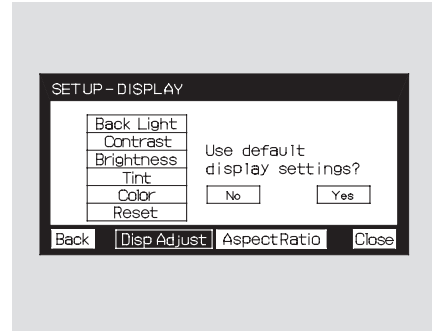 SETUP-DISPLAY
Back Light
Contrast
Brightness
Tint
Color
Reset
Use default
display settings?
No Yes
Back Disp Adjust AspectRatio Close